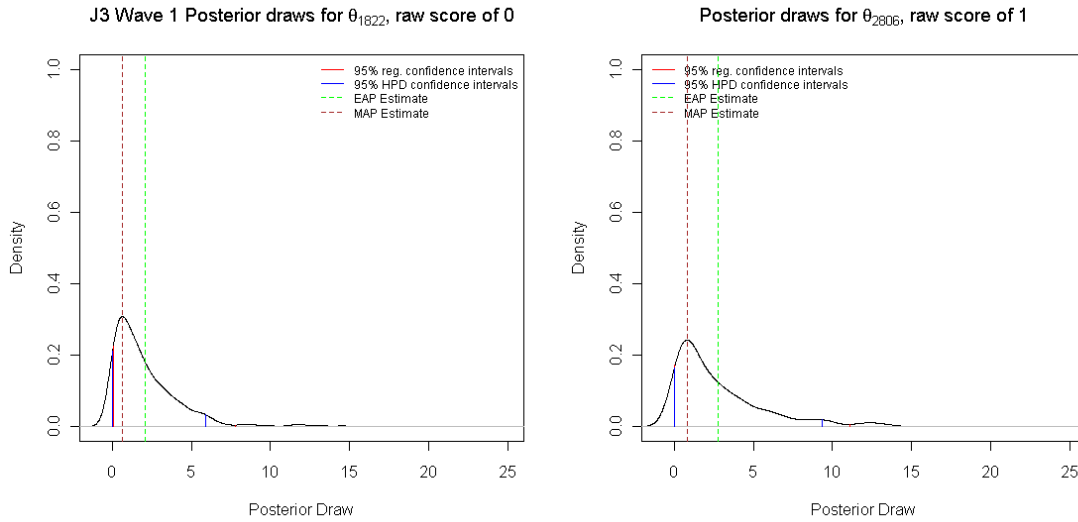 J3 Wave 1 Posterior draws for θ1822, raw score of 0
95% reg. confidence intervals
95% HPD confidence intervals
EAP Estimate
MAP Estimate
1.0
0.8
0.6
0.4
0.2
0.0
Density
0 5 10 15 20 25
Posterior Draw
Posterior draws for θ2806, raw score of 1
95% reg. confidence intervals
95% HPD confidence intervals
EAP Estimate
MAP Estimate
1.0
0.8
0.6
0.4
0.2
0.0
Density
0 5 10 15 20 25
Posterior Draw